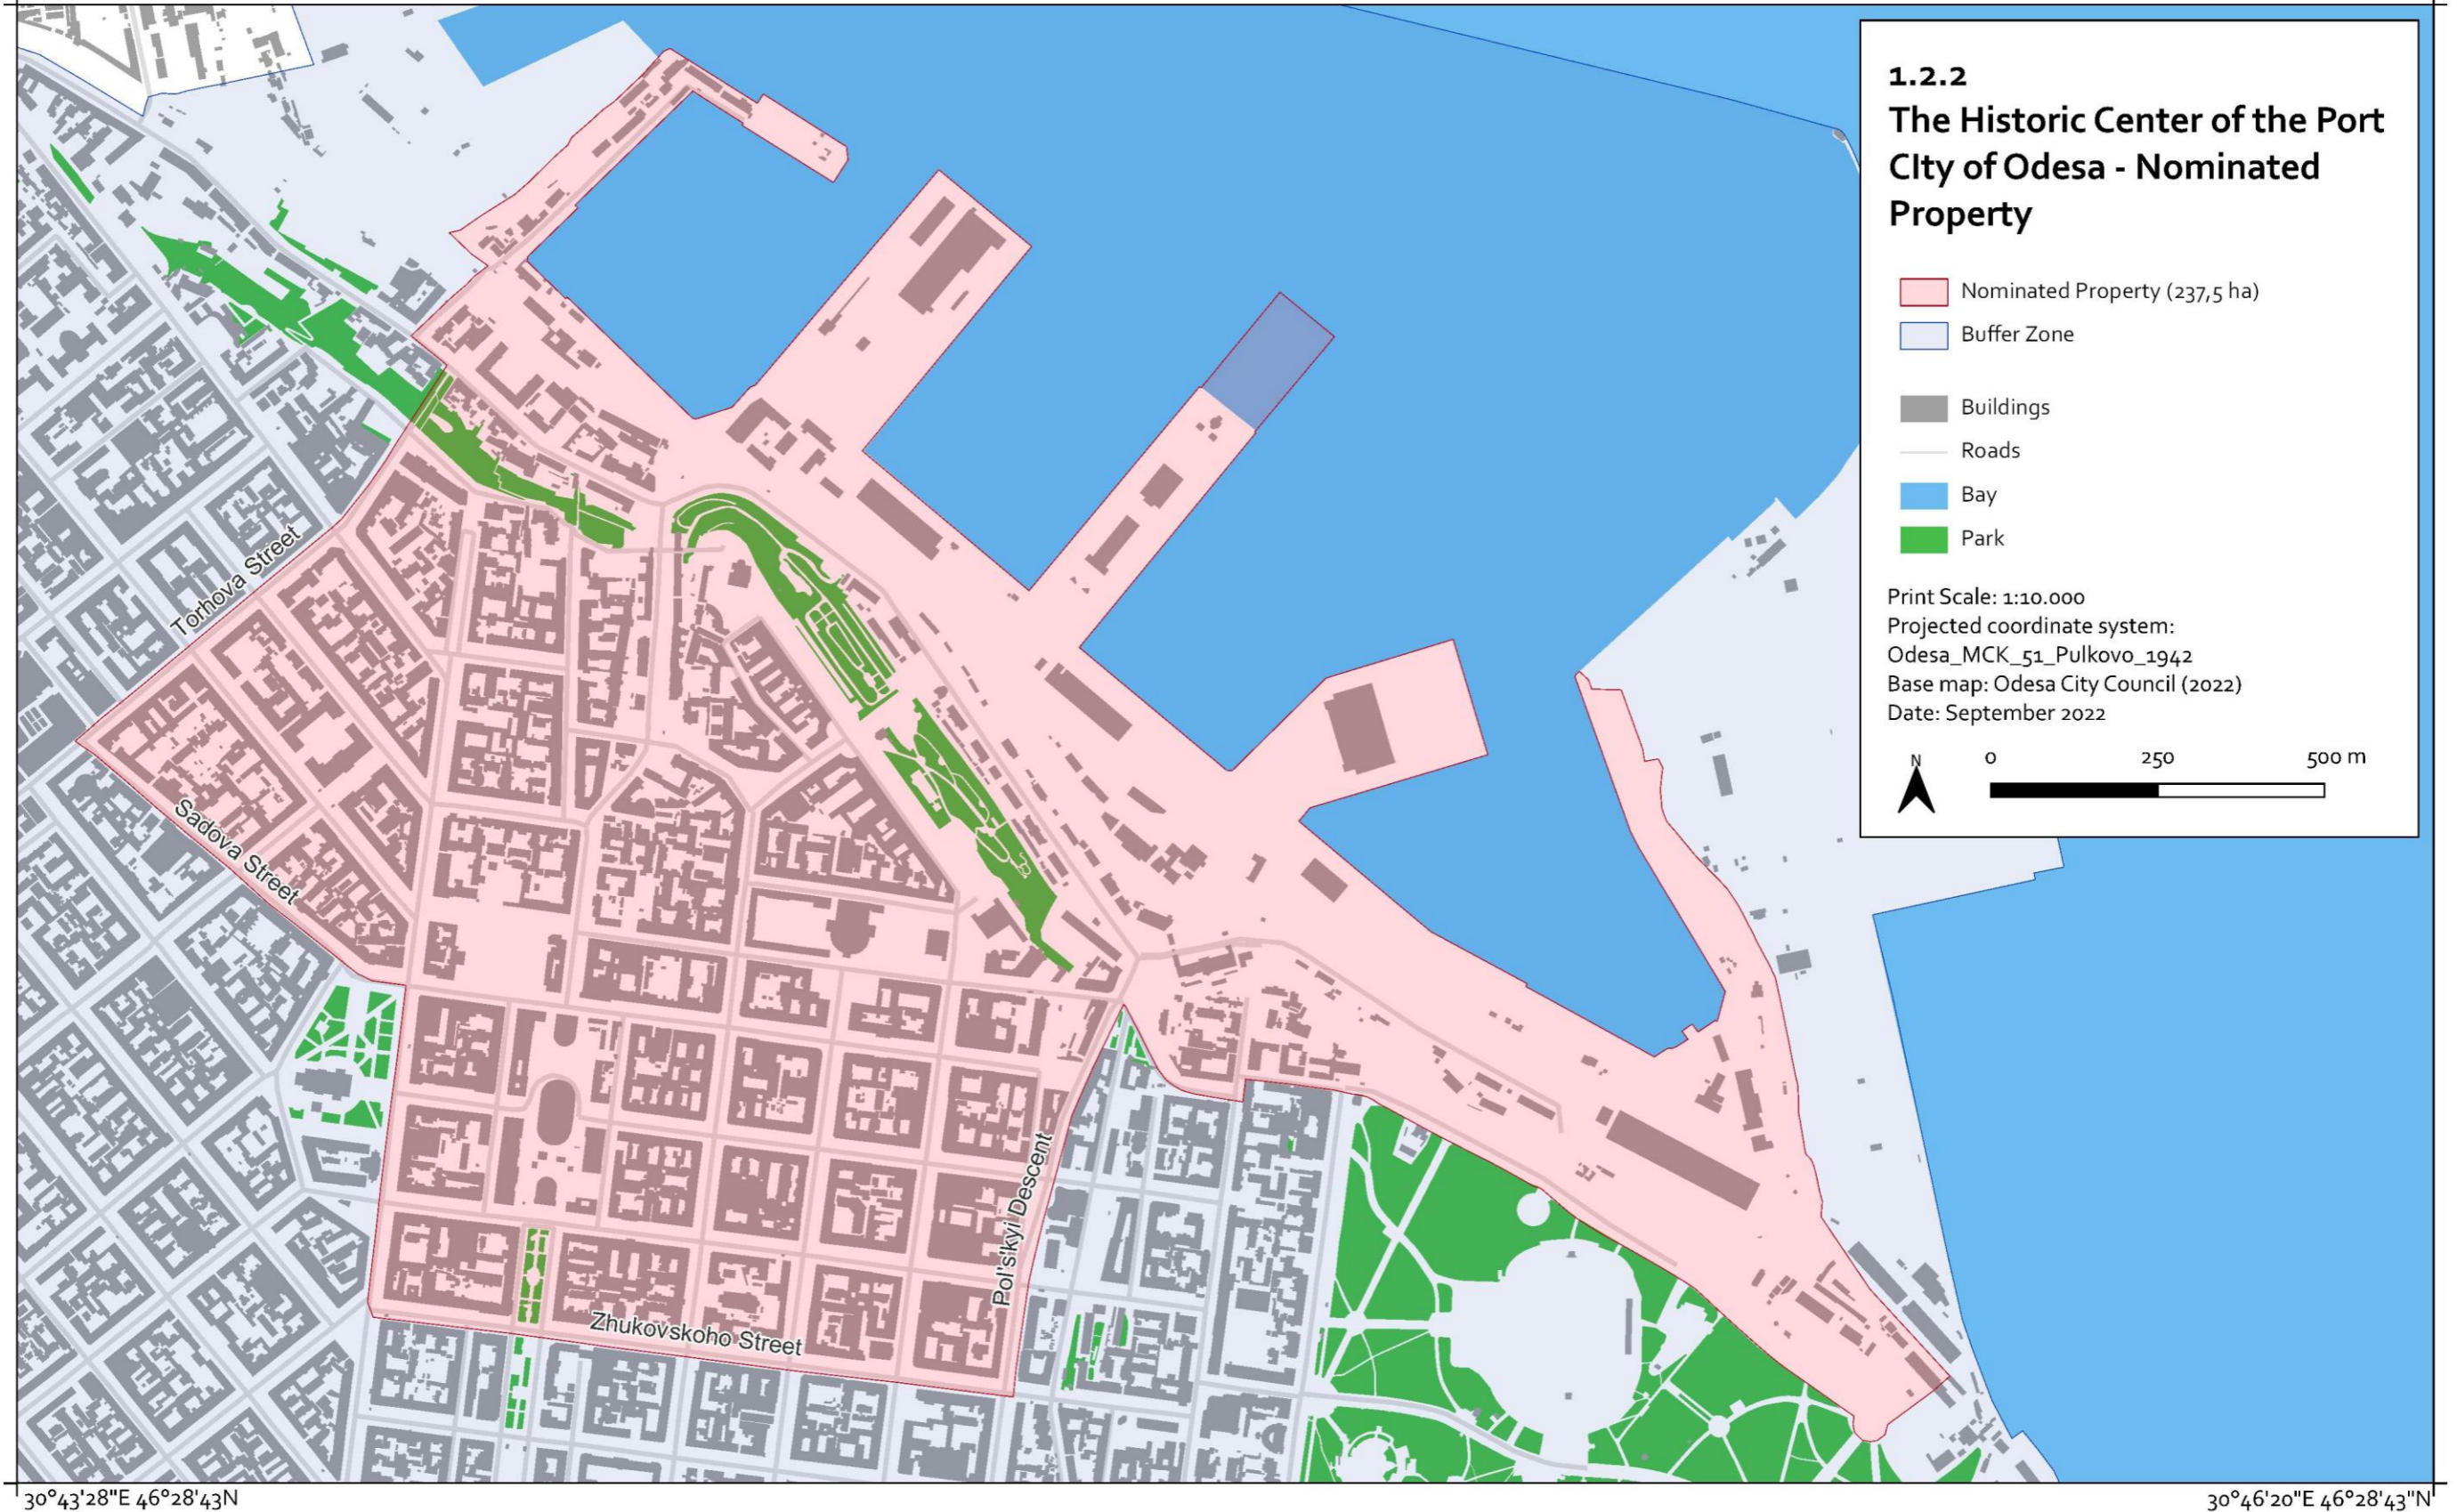 1.2.2
The Historic Center of the Port
CIty of Odesa - Nominated
Property
Nominated Property (237,5 ha)
Buffer Zone
Buildings
Roads
Bay
Park
Print Scale: 1:10.000
Projected coordinate system:
Odesa_MCK_51_Pulkovo_1942
Base map: Odesa City Council (2022)
Date: September 2022
N
0 250 500 m
Torhova Street
Sadova Street
Pol's'kyi Descent
Zhukovskoho Street
30°43'28"E 46°28'43N
30°46'20"E 46°28'43"N